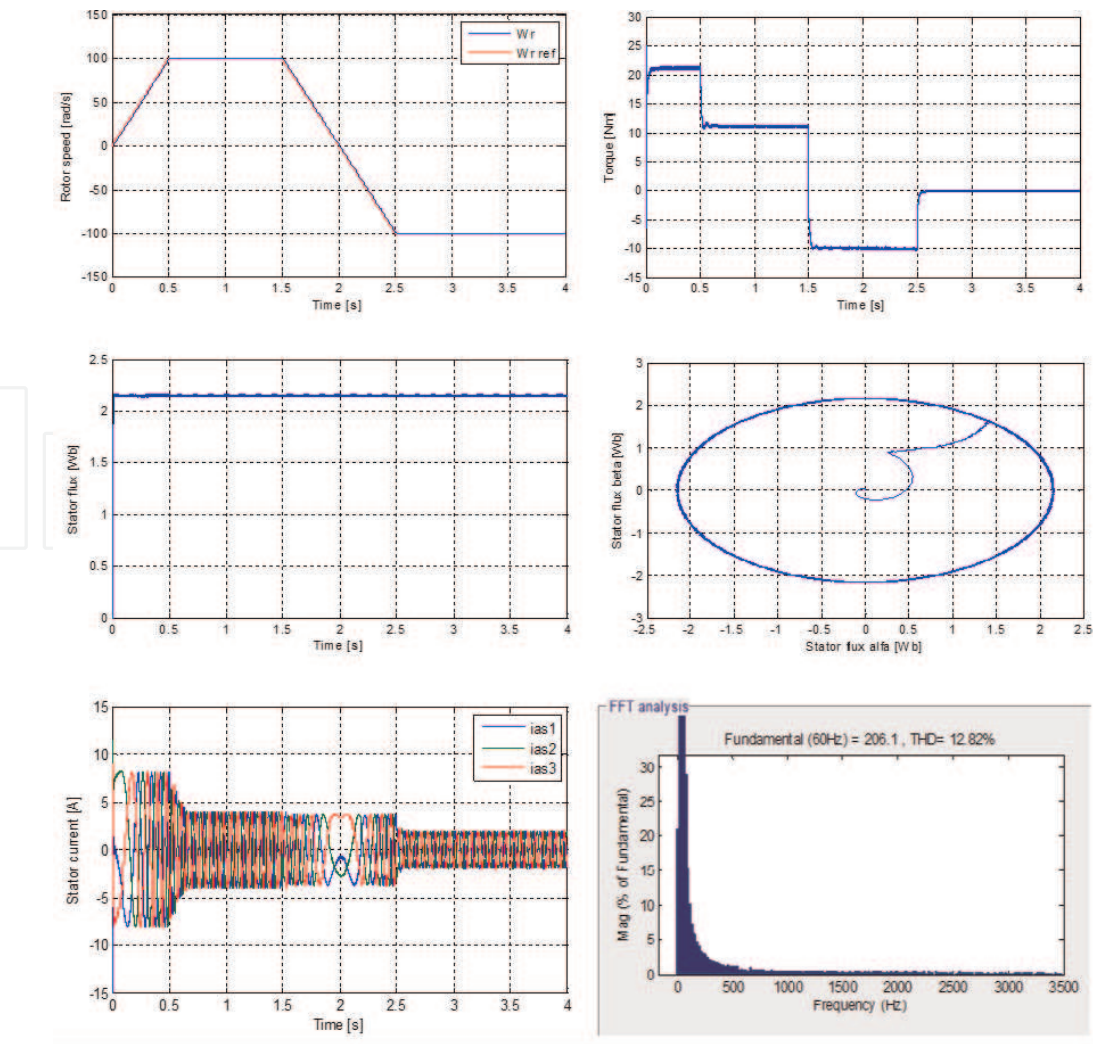 150
100
50
0
-50
-100
-150
Rotor speed [rad/s]
Wr
Wr ref
0 0.5 1 1.5 2 2.5 3 3.5 4
Time [s]
30
25
20
15
10
5
0
-5
-10
-15
Torque [Nm]
0 0.5 1 1.5 2 2.5 3 3.5 4
Time [s]
2.5
2
1.5
1
0.5
0
Stator flux [Wb]
0 0.5 1 1.5 2 2.5 3 3.5 4
Time [s]
3
2
1
0
-1
-2
-3
Stator flux beta [Wb]
-2.5 -2 -1.5 -1 -0.5 0 0.5 1 1.5 2 2.5
Stator flux alfa [Wb]
15
10
5
0
-5
-10
-15
Stator current [A]
ias1
ias2
ias3
0 0.5 1 1.5 2 2.5 3 3.5 4
Time [s]
FFT analysis
Fundamental (60Hz) = 206.1 , THD= 12.82%
30
25
20
15
10
5
0
Mag (% of Fundamental)
0 500 1000 1500 2000 2500 3000 3500
Frequency (Hz)